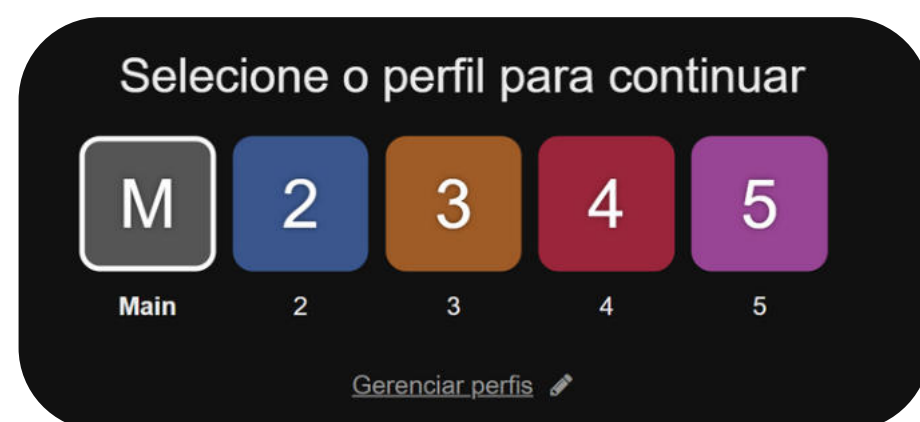 Selecione o perfil para continuar
M 2 3 4 5
Main 2 3 4 5
Gerenciar perfis